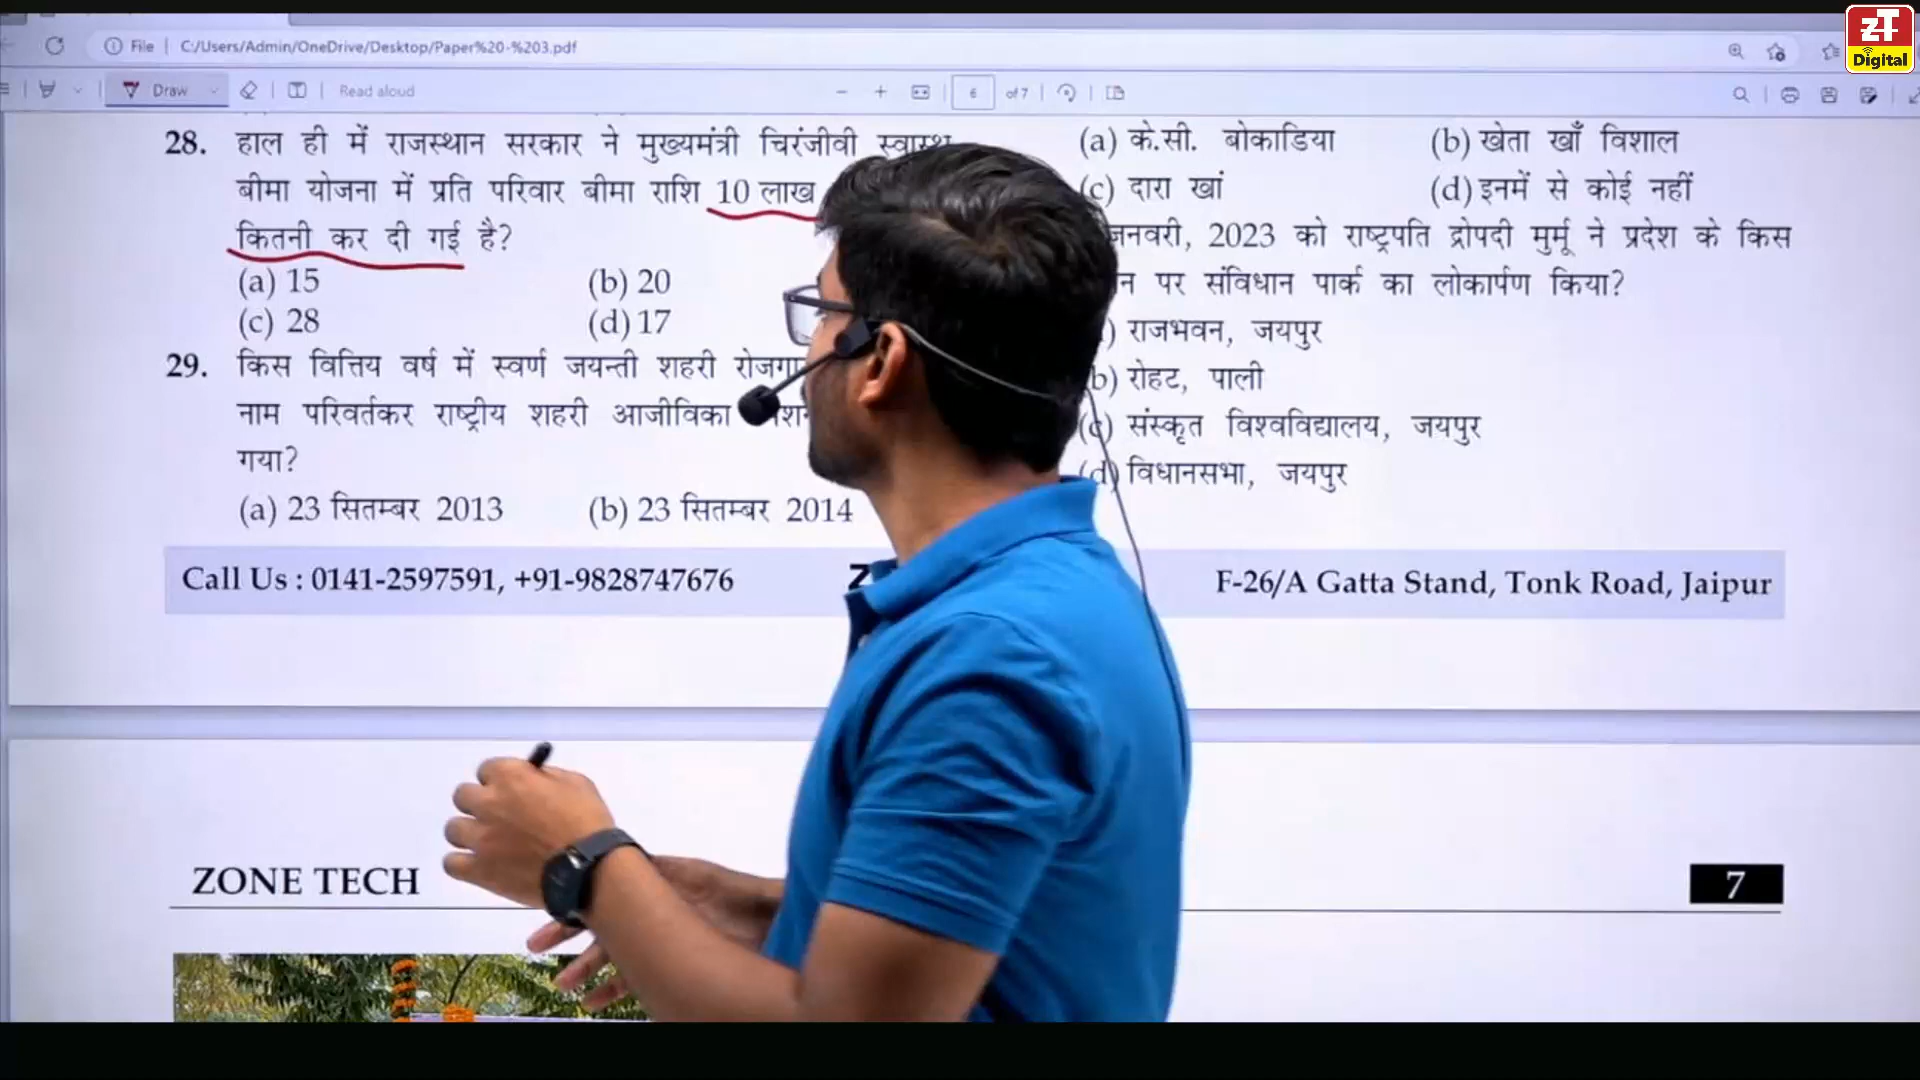 File | C:/Users/Admin/OneDrive/Desktop/Paper%20-%203.pdf
ZT
Digital
Draw
Read aloud
6 of 7
28. हाल ही में राजस्थान सरकार ने मुख्यमंत्री चिरंजीवी
बीमा योजना में प्रति परिवार बीमा राशि 10 लाख
कितनी कर दी गई है?
(a) 15 (b) 20
(c) 28 (d) 17
29. किस वित्तिय वर्ष में स्वर्ण जयन्ती शहरी
नाम परिवर्तकर राष्ट्रीय शहरी आजीविका
गया?
(a) 23 सितम्बर 2013 (b) 23 सितम्बर 2014
(a) के.सी. बोकाडिया (b) खेता खाँ विशाल
(c) दारा खां (d) इनमें से कोई नहीं
जनवरी, 2023 को राष्ट्रपति द्रोपदी मुर्मू ने प्रदेश के किस
पर संविधान पार्क का लोकार्पण किया?
राजभवन, जयपुर
(b) रोहट, पाली
(c) संस्कृत विश्वविद्यालय, जयपुर
(d) विधानसभा, जयपुर
Call Us : 0141-2597591, +91-9828747676
F-26/A Gatta Stand, Tonk Road, Jaipur
ZONE TECH
7